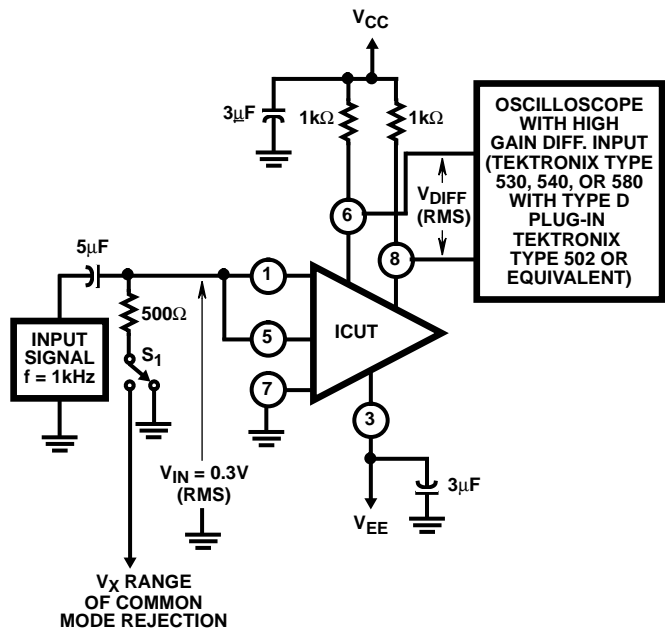 VCC
3μF
1kΩ
1kΩ
OSCILLOSCOPE
WITH HIGH
GAIN DIFF. INPUT
(TEKTRONIX TYPE
530, 540, OR 580
WITH TYPE D
PLUG-IN
TEKTRONIX
TYPE 502 OR
EQUIVALENT)
VDIFF
(RMS)
6
8
5μF
1
500Ω
ICUT
INPUT
SIGNAL
f = 1kHz
S1
5
7
3
VIN = 0.3V
(RMS)
3μF
VEE
VX RANGE
OF COMMON
MODE REJECTION